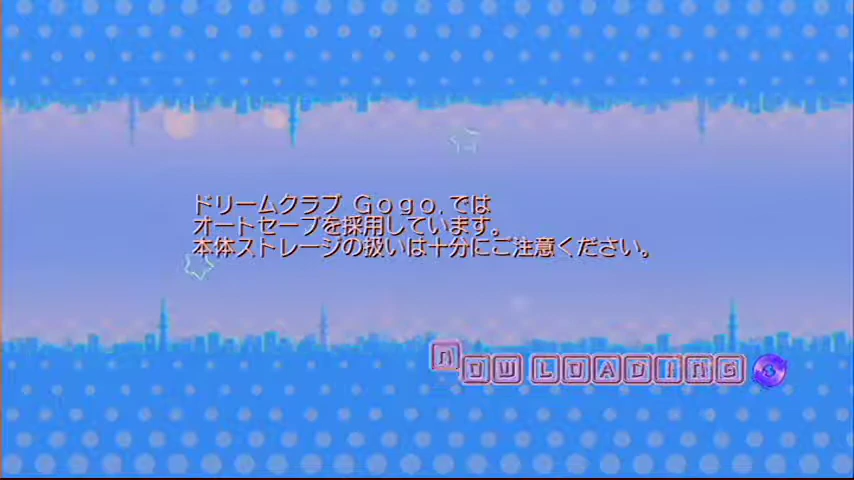 ドリームクラブ Ｇｏｇｏ.では
オートセーブを採用しています。
本体ストレージの扱いは十分にご注意ください。
NOW LOADING